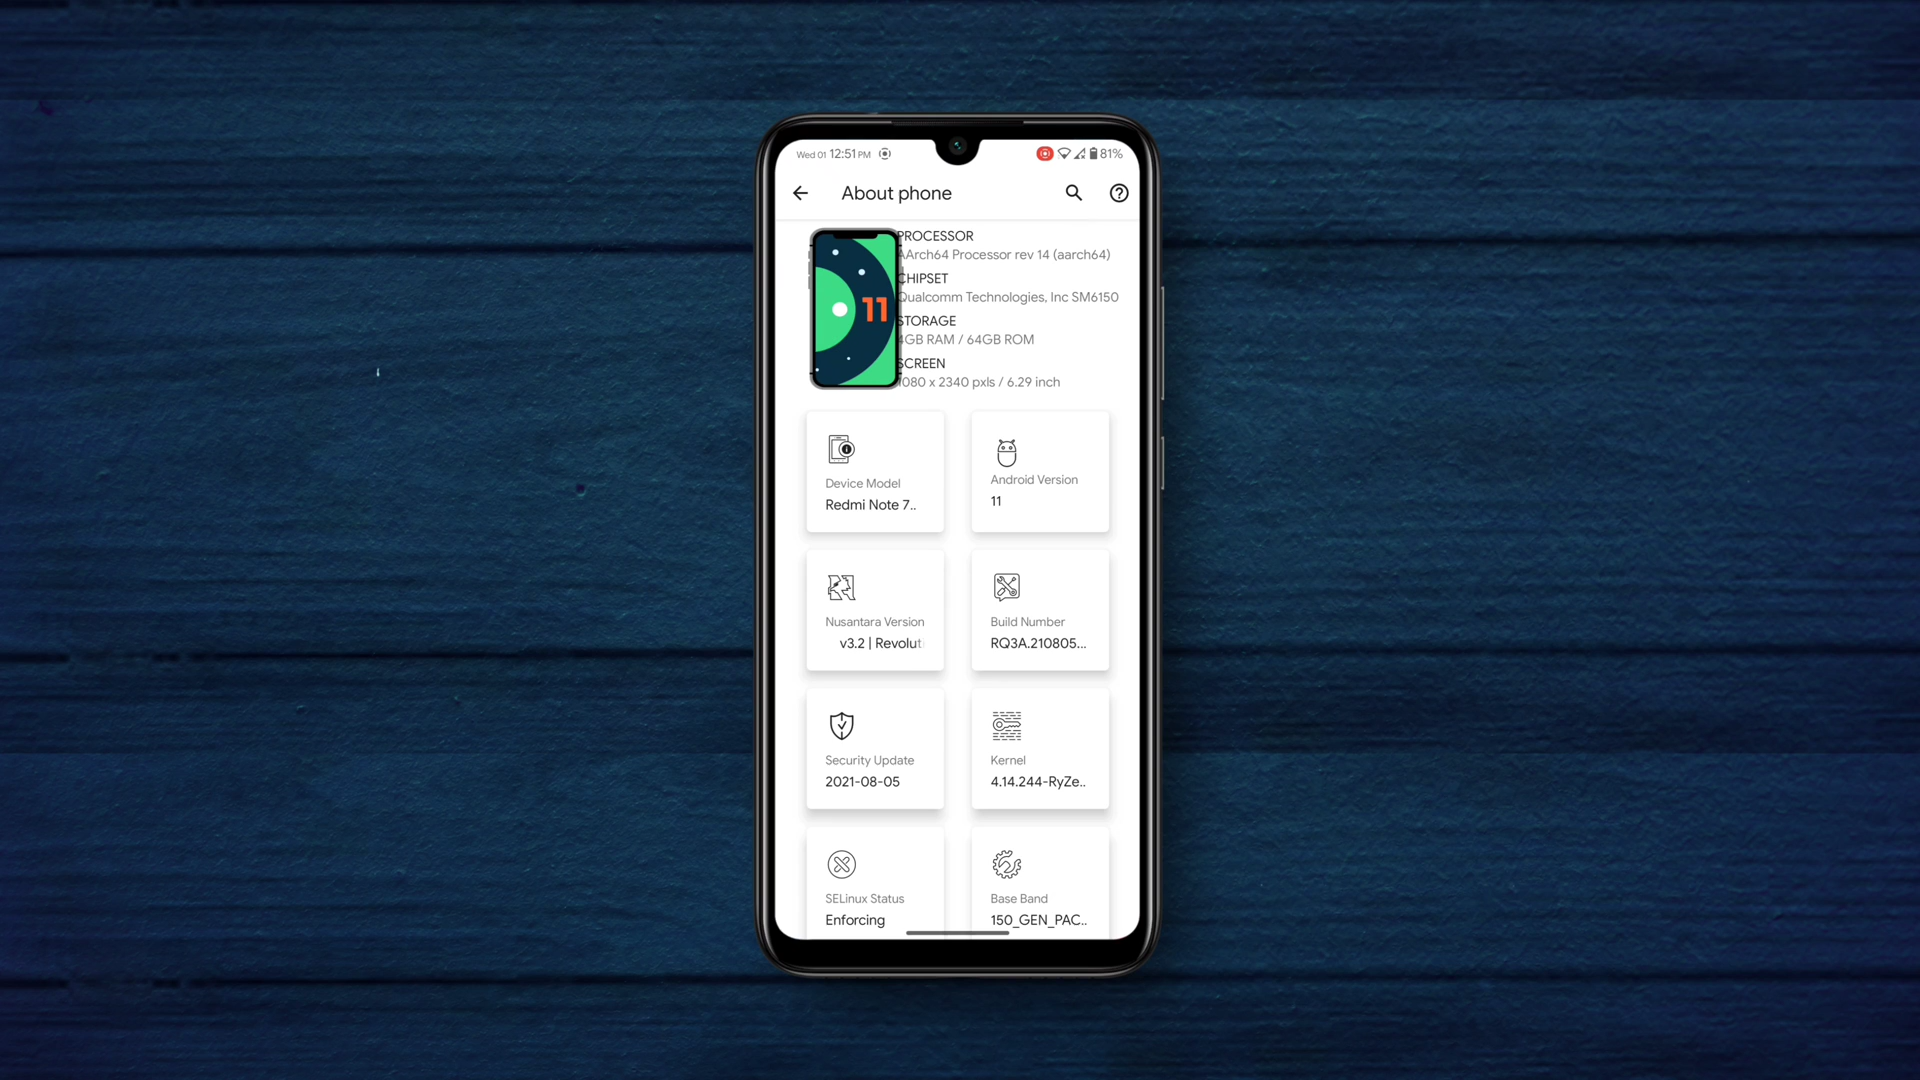 Wed 01 12:51 PM 81%
About phone
PROCESSOR
AArch64 Processor rev 14 (aarch64)
CHIPSET
Qualcomm Technologies, Inc SM6150
11
STORAGE
4GB RAM / 64GB ROM
SCREEN
1080 x 2340 pxls / 6.29 inch
Device Model
Redmi Note 7..
Android Version
11
Nusantara Version
v3.2 | Revolut
Build Number
RQ3A.210805...
Security Update
2021-08-05
Kernel
4.14.244-RyZe..
SELinux Status
Enforcing
Base Band
150_GEN_PAC..